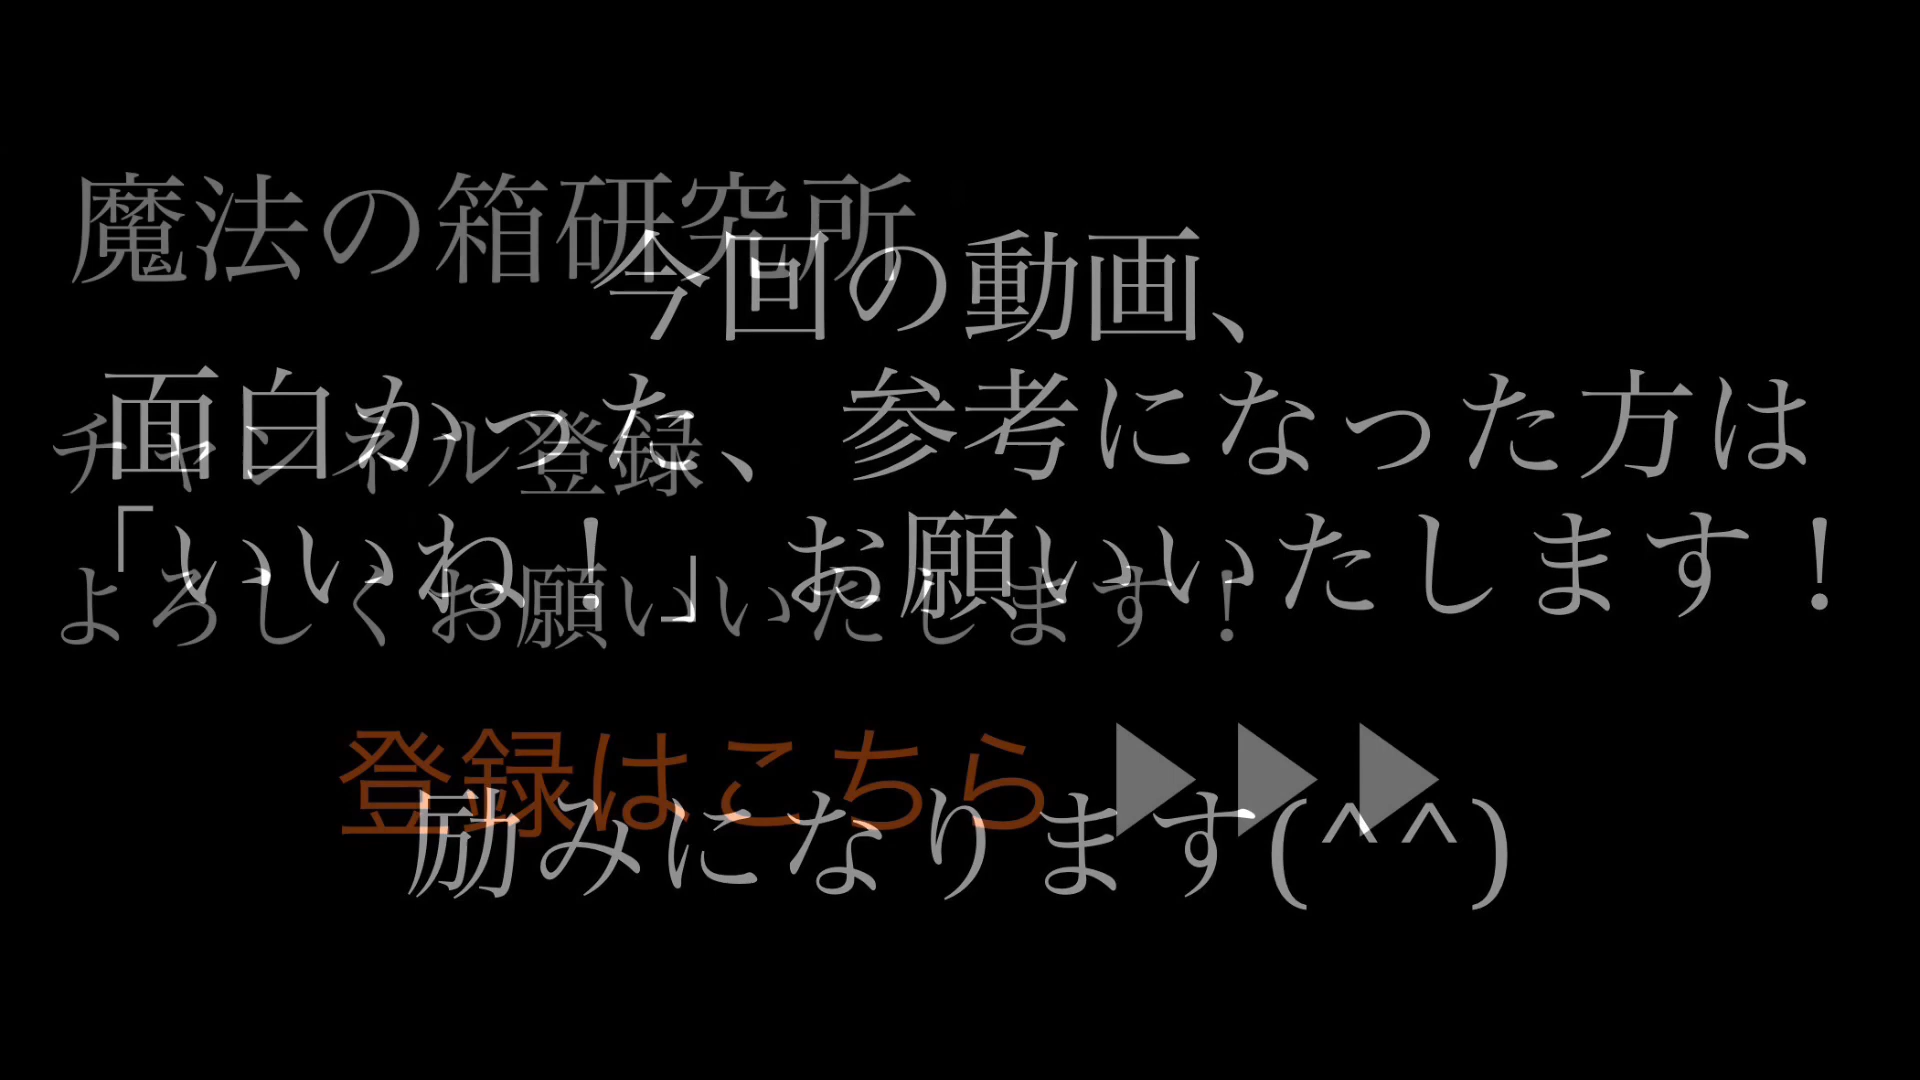 魔法の箱研究所
今回の動画、
面白かった、参考になった方は
チャンネル登録
「いいね！」お願いいたします！
よろしくお願いいたします！
登録はこちら▶▶▶
励みになります(^^)